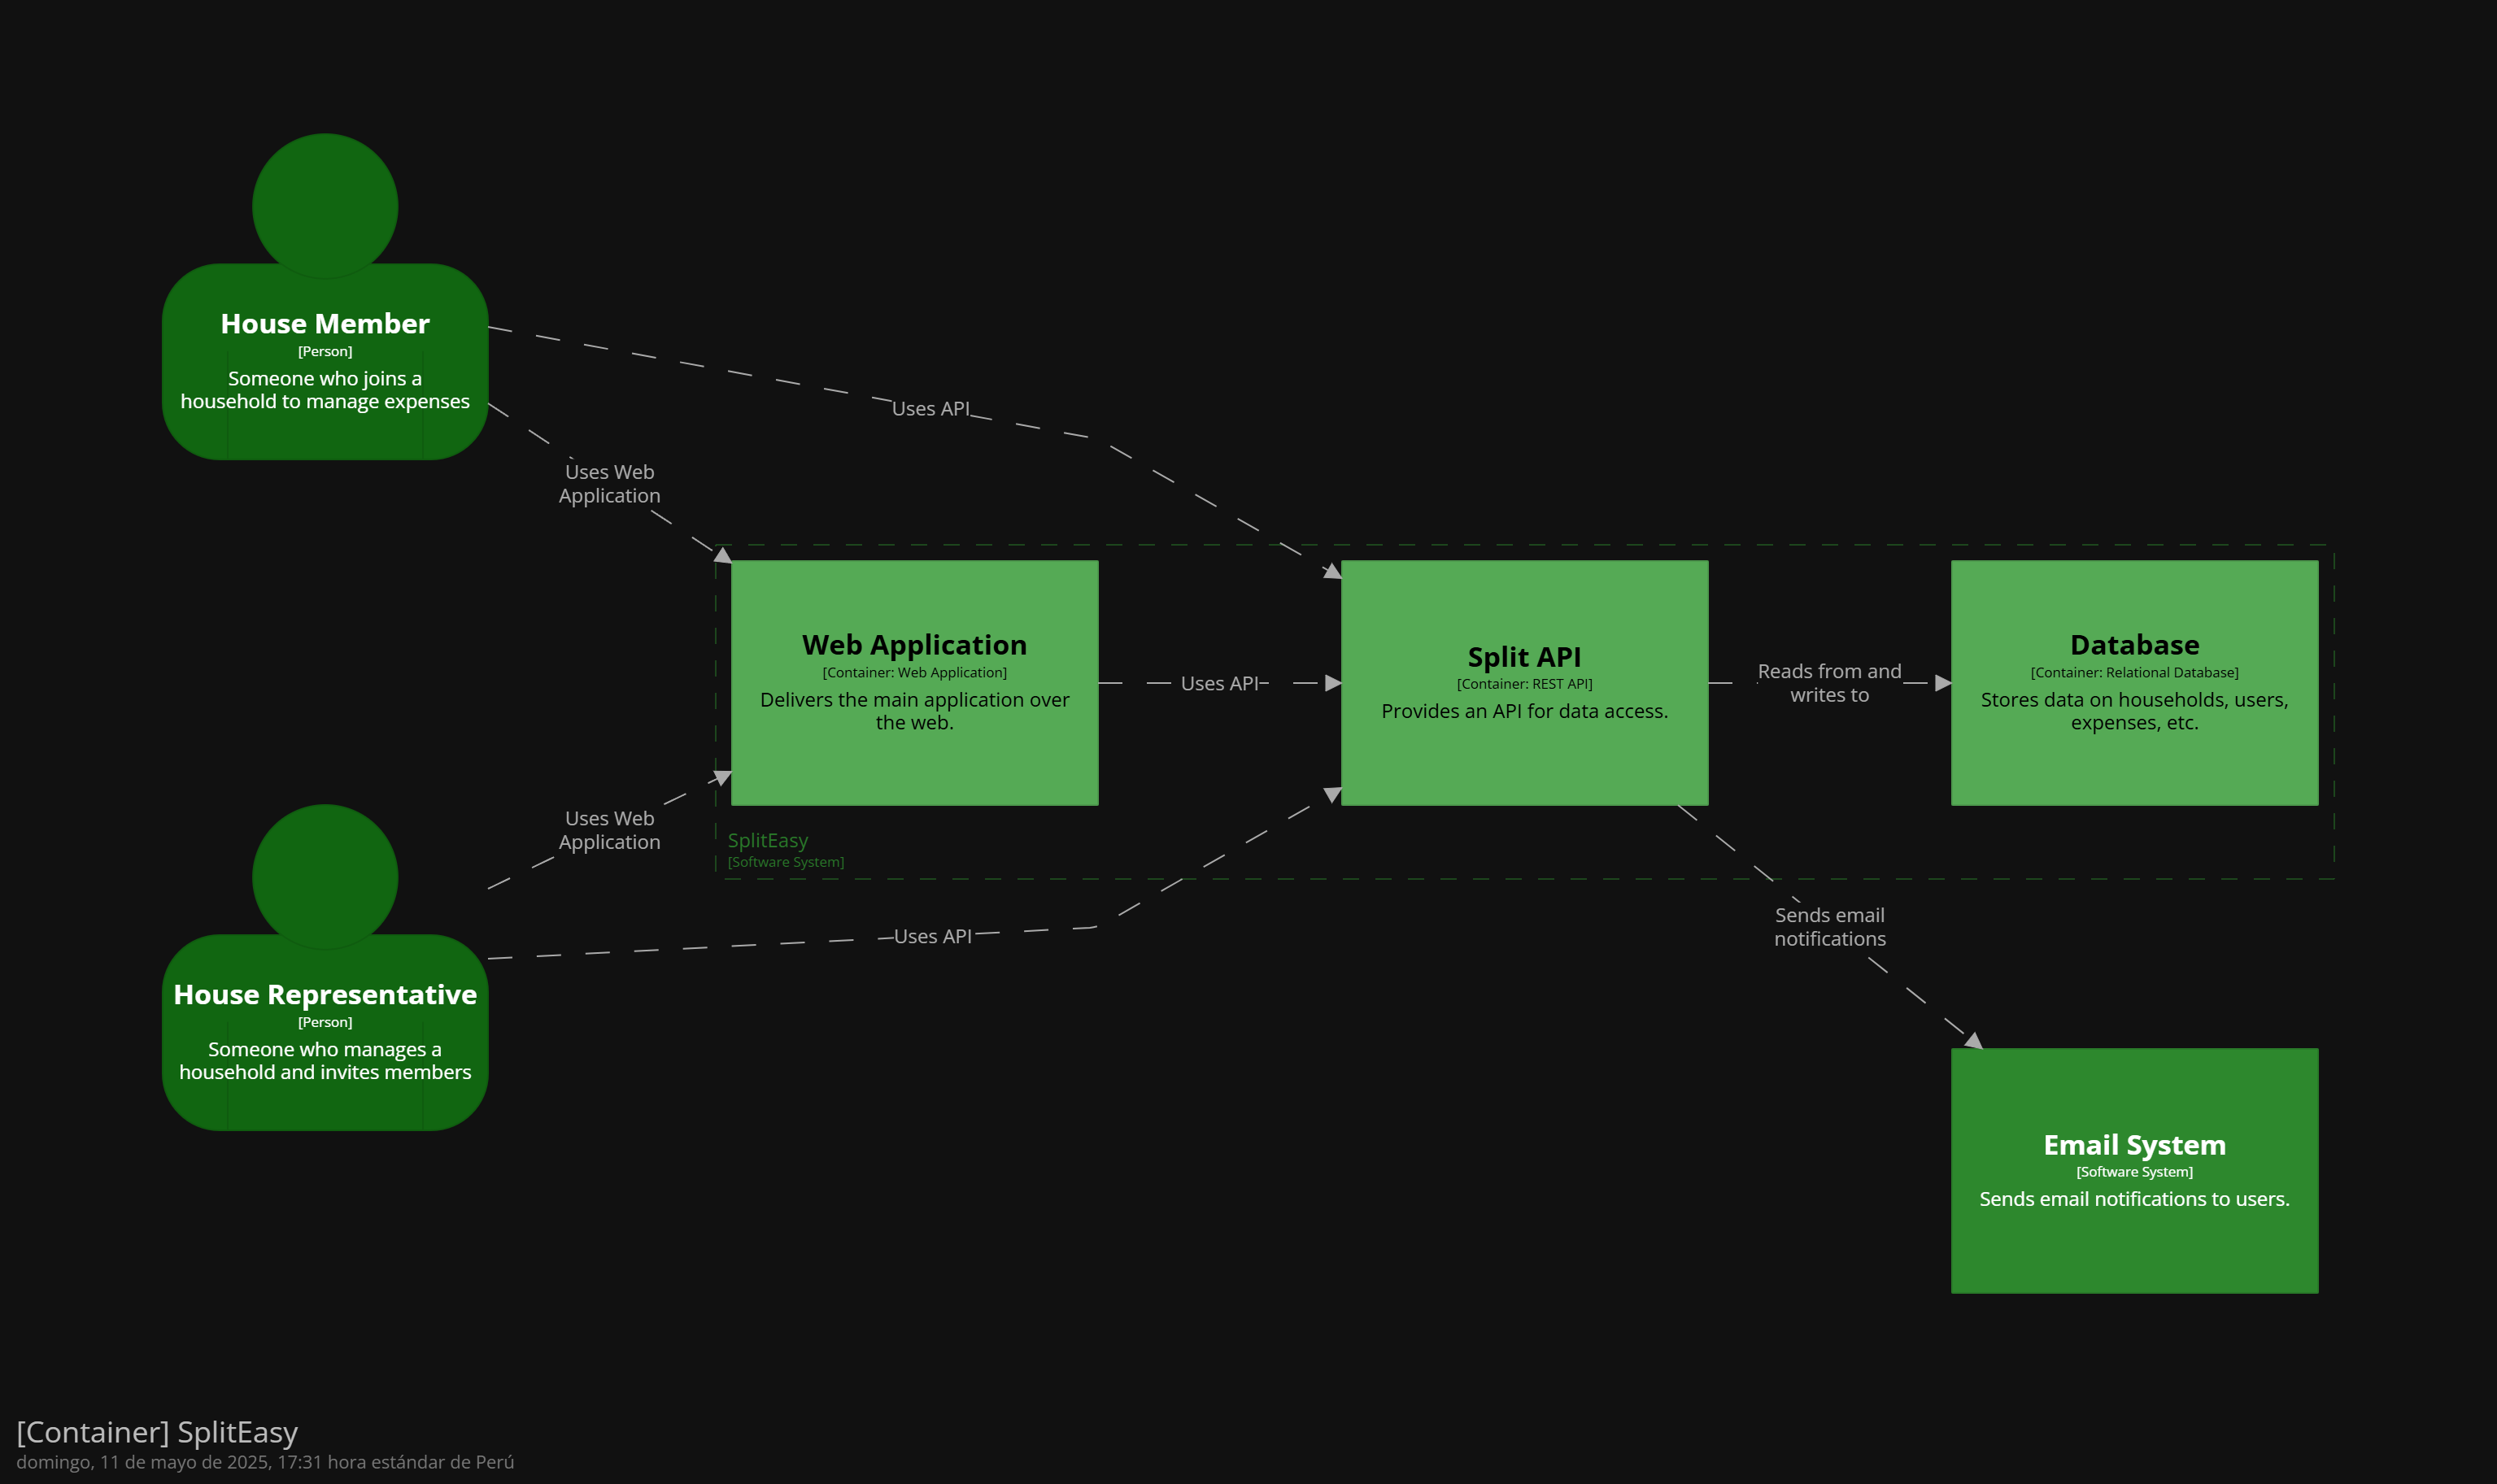 House Member
[Person]
Someone who joins a
household to manage expenses
Uses API
Uses Web
Application
Web Application
[Container: Web Application]
Delivers the main application over
the web.
Uses API
Split API
[Container: REST API]
Provides an API for data access.
Reads from and
writes to
Database
[Container: Relational Database]
Stores data on households, users,
expenses, etc.
SplitEasy
[Software System]
Uses Web
Application
Uses API
Sends email
notifications
House Representative
[Person]
Someone who manages a
household and invites members
Email System
[Software System]
Sends email notifications to users.
[Container] SplitEasy
domingo, 11 de mayo de 2025, 17:31 hora estándar de Perú